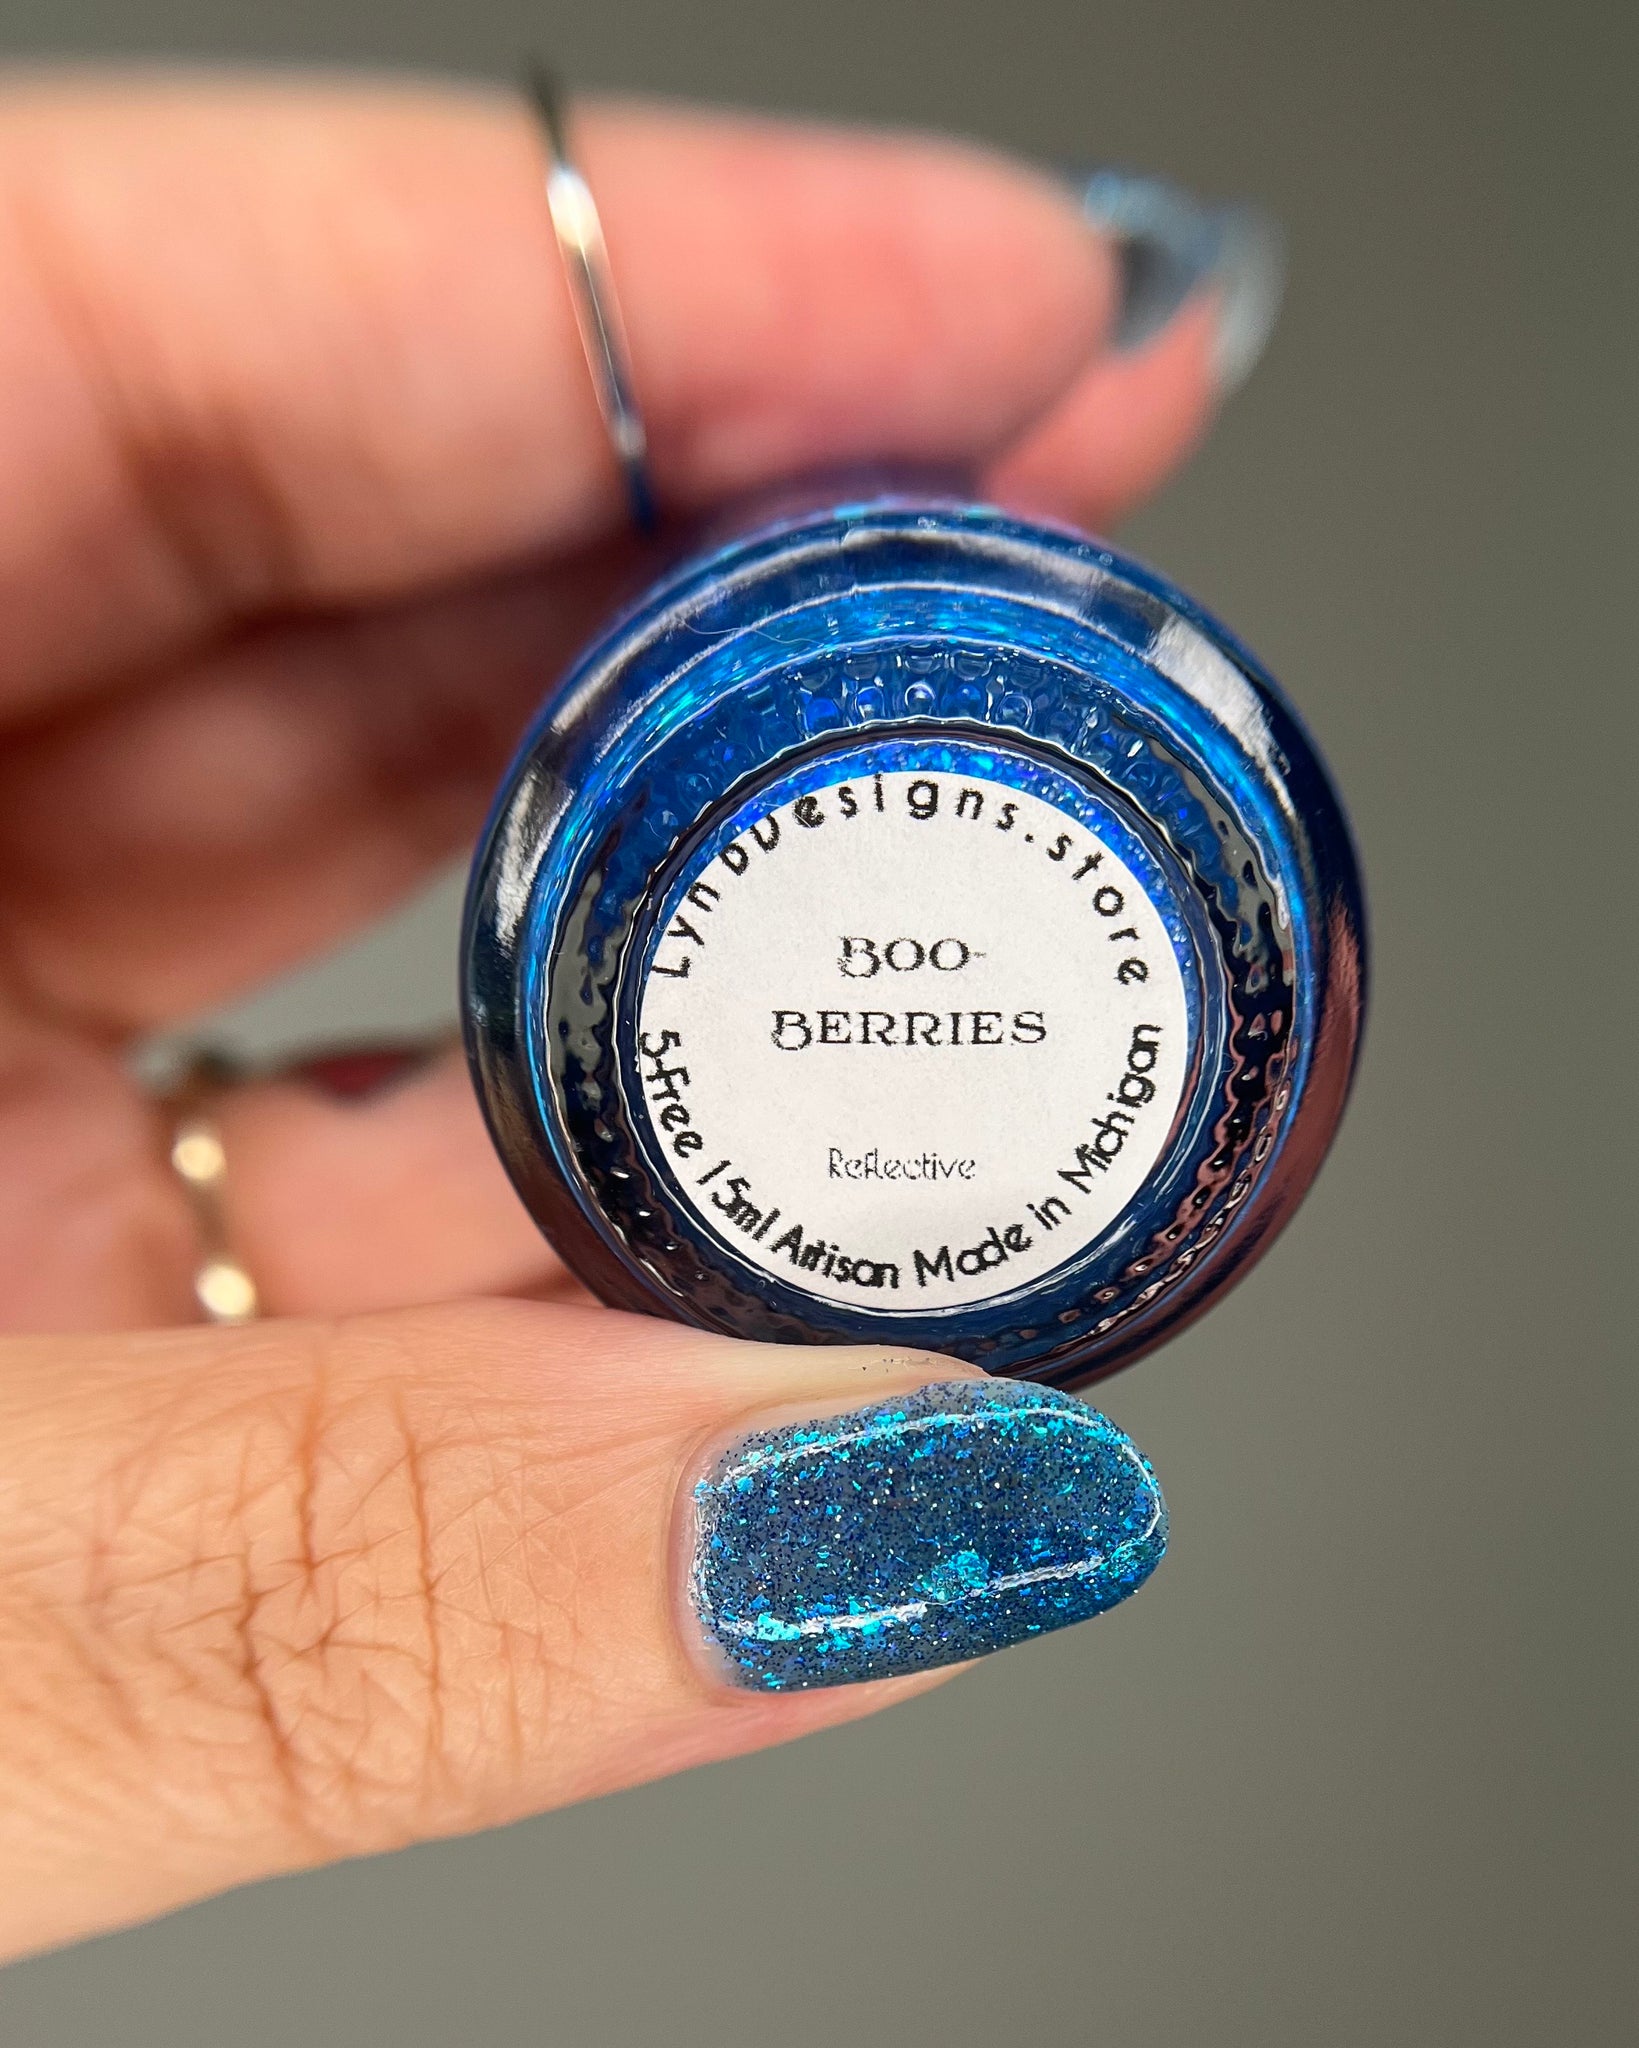 LynBDesigns.store
BOO-
BERRIES
Reflective
5-Free 15ml Artisan Made in Michigan